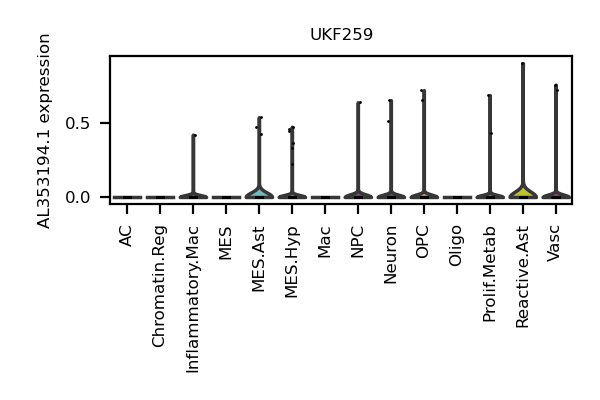 UKF259
AL353194.1 expression
0.5
0.0
AC
Chromatin.Reg
Inflammatory.Mac
MES
MES.Ast
MES.Hyp
Mac
NPC
Neuron
OPC
Oligo
Prolif.Metab
Reactive.Ast
Vasc